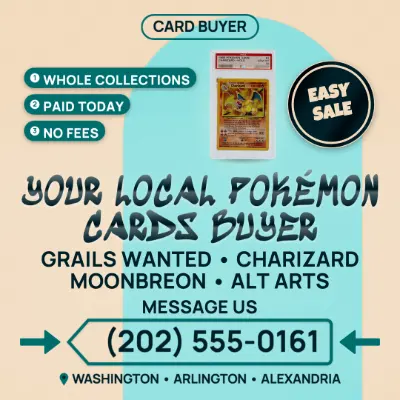 CARD BUYER
1 WHOLE COLLECTIONS
2 PAID TODAY
3 NO FEES
EASY
SALE
YOUR LOCAL POKÉMON
CARDS BUYER
GRAILS WANTED • CHARIZARD
MOONBREON • ALT ARTS
MESSAGE US
(202) 555-0161
WASHINGTON • ARLINGTON • ALEXANDRIA